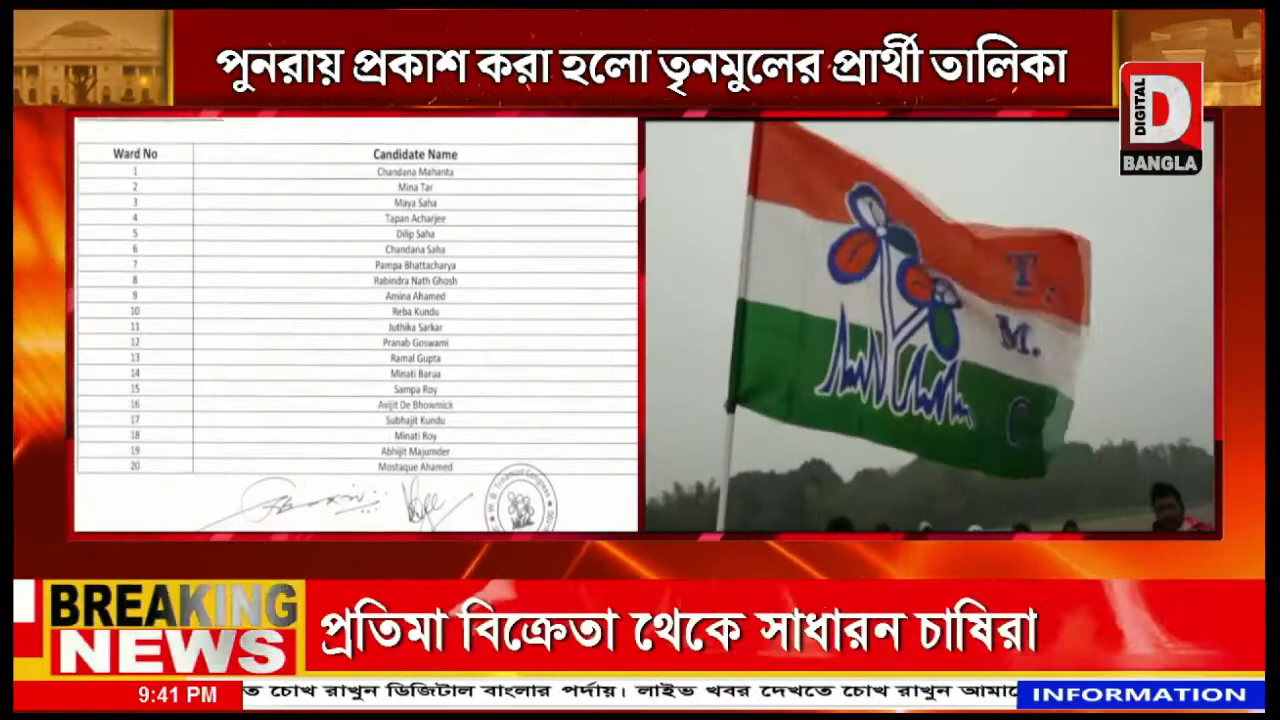 পুনরায় প্রকাশ করা হলো তৃনমুলের প্রার্থী তালিকা
DIGITAL
D
BANGLA
Ward No Candidate Name
1 Chandana Mahanta
2 Mina Tar
3 Maya Saha
4 Tapan Acharjee
5 Dilip Saha
6 Chandana Saha
7 Pampa Bhattacharya
8 Rabindra Nath Ghosh
9 Amina Ahamed
10 Reba Kundu
11 Juthika Sarkar
12 Pranab Goswami
13 Ramal Gupta
14 Minati Barua
15 Sampa Roy
16 Avijit De Bhowmick
17 Subhajit Kundu
18 Minati Roy
19 Abhijit Majumder
20 Mostaque Ahamed
T.
M.
C
BREAKING
NEWS
প্রতিমা বিক্রেতা থেকে সাধারন চাষিরা
9:41 PM
ত চোখ রাখুন ডিজিটাল বাংলার পর্দায়। লাইভ খবর দেখতে চোখ রাখুন
INFORMATION